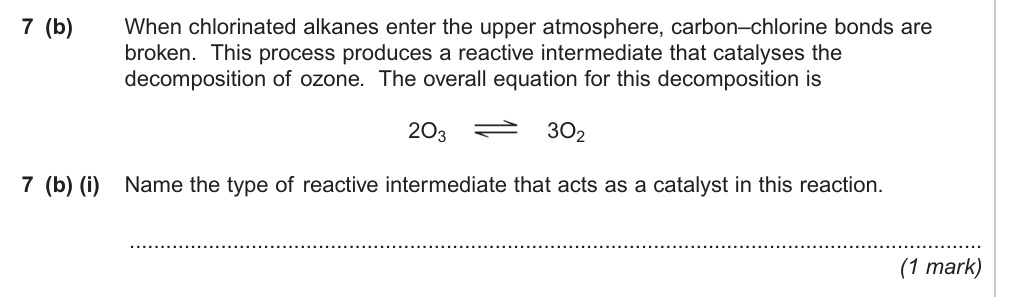 7 (b) When chlorinated alkanes enter the upper atmosphere, carbon–chlorine bonds are
broken. This process produces a reactive intermediate that catalyses the
decomposition of ozone. The overall equation for this decomposition is
2O₃ ⇌ 3O₂
7 (b) (i) Name the type of reactive intermediate that acts as a catalyst in this reaction.
(1 mark)